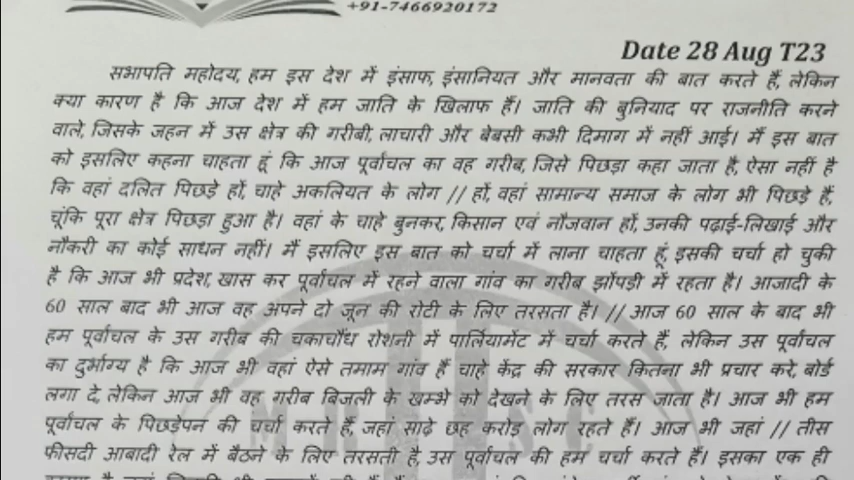 +91-7466920172
Date 28 Aug T23
सभापति महोदय, हम इस देश में इंसाफ, इंसानियत और मानवता की बात करते हैं, लेकिन
क्या कारण है कि आज देश में हम जाति के खिलाफ हैं। जाति की बुनियाद पर राजनीति करने
वाले, जिसके जहन में उस क्षेत्र की गरीबी, लाचारी और बेबसी कभी दिमाग में नहीं आई। मैं इस बात
को इसलिए कहना चाहता हूं कि आज पूर्वांचल का वह गरीब, जिसे पिछड़ा कहा जाता है, ऐसा नहीं है
कि वहां दलित पिछड़े हों, चाहे अकलियत के लोग // हों, वहां सामान्य समाज के लोग भी पिछड़े हैं,
चूंकि पूरा क्षेत्र पिछड़ा हुआ है। वहां के चाहे बुनकर, किसान एवं नौजवान हों, उनकी पढ़ाई-लिखाई और
नौकरी का कोई साधन नहीं। मैं इसलिए इस बात को चर्चा में लाना चाहता हूं, इसकी चर्चा हो चुकी
है कि आज भी प्रदेश, खास कर पूर्वांचल में रहने वाला गांव का गरीब झोंपड़ी में रहता है। आजादी के
60 साल बाद भी आज वह अपने दो जून की रोटी के लिए तरसता है। // आज 60 साल के बाद भी
हम पूर्वांचल के उस गरीब की चकाचौंध रोशनी में पार्लियामेंट में चर्चा करते हैं, लेकिन उस पूर्वांचल
का दुर्भाग्य है कि आज भी वहां ऐसे तमाम गांव हैं चाहे केंद्र की सरकार कितना भी प्रचार करे, बोर्ड
लगा दे, लेकिन आज भी वह गरीब बिजली के खम्भे को देखने के लिए तरस जाता है। आज भी हम
पूर्वांचल के पिछड़ेपन की चर्चा करते हैं, जहां साढ़े छह करोड़ लोग रहते हैं। आज भी जहां // तीस
फीसदी आबादी रेल में बैठने के लिए तरसती है, उस पूर्वांचल की हम चर्चा करते हैं। इसका एक ही